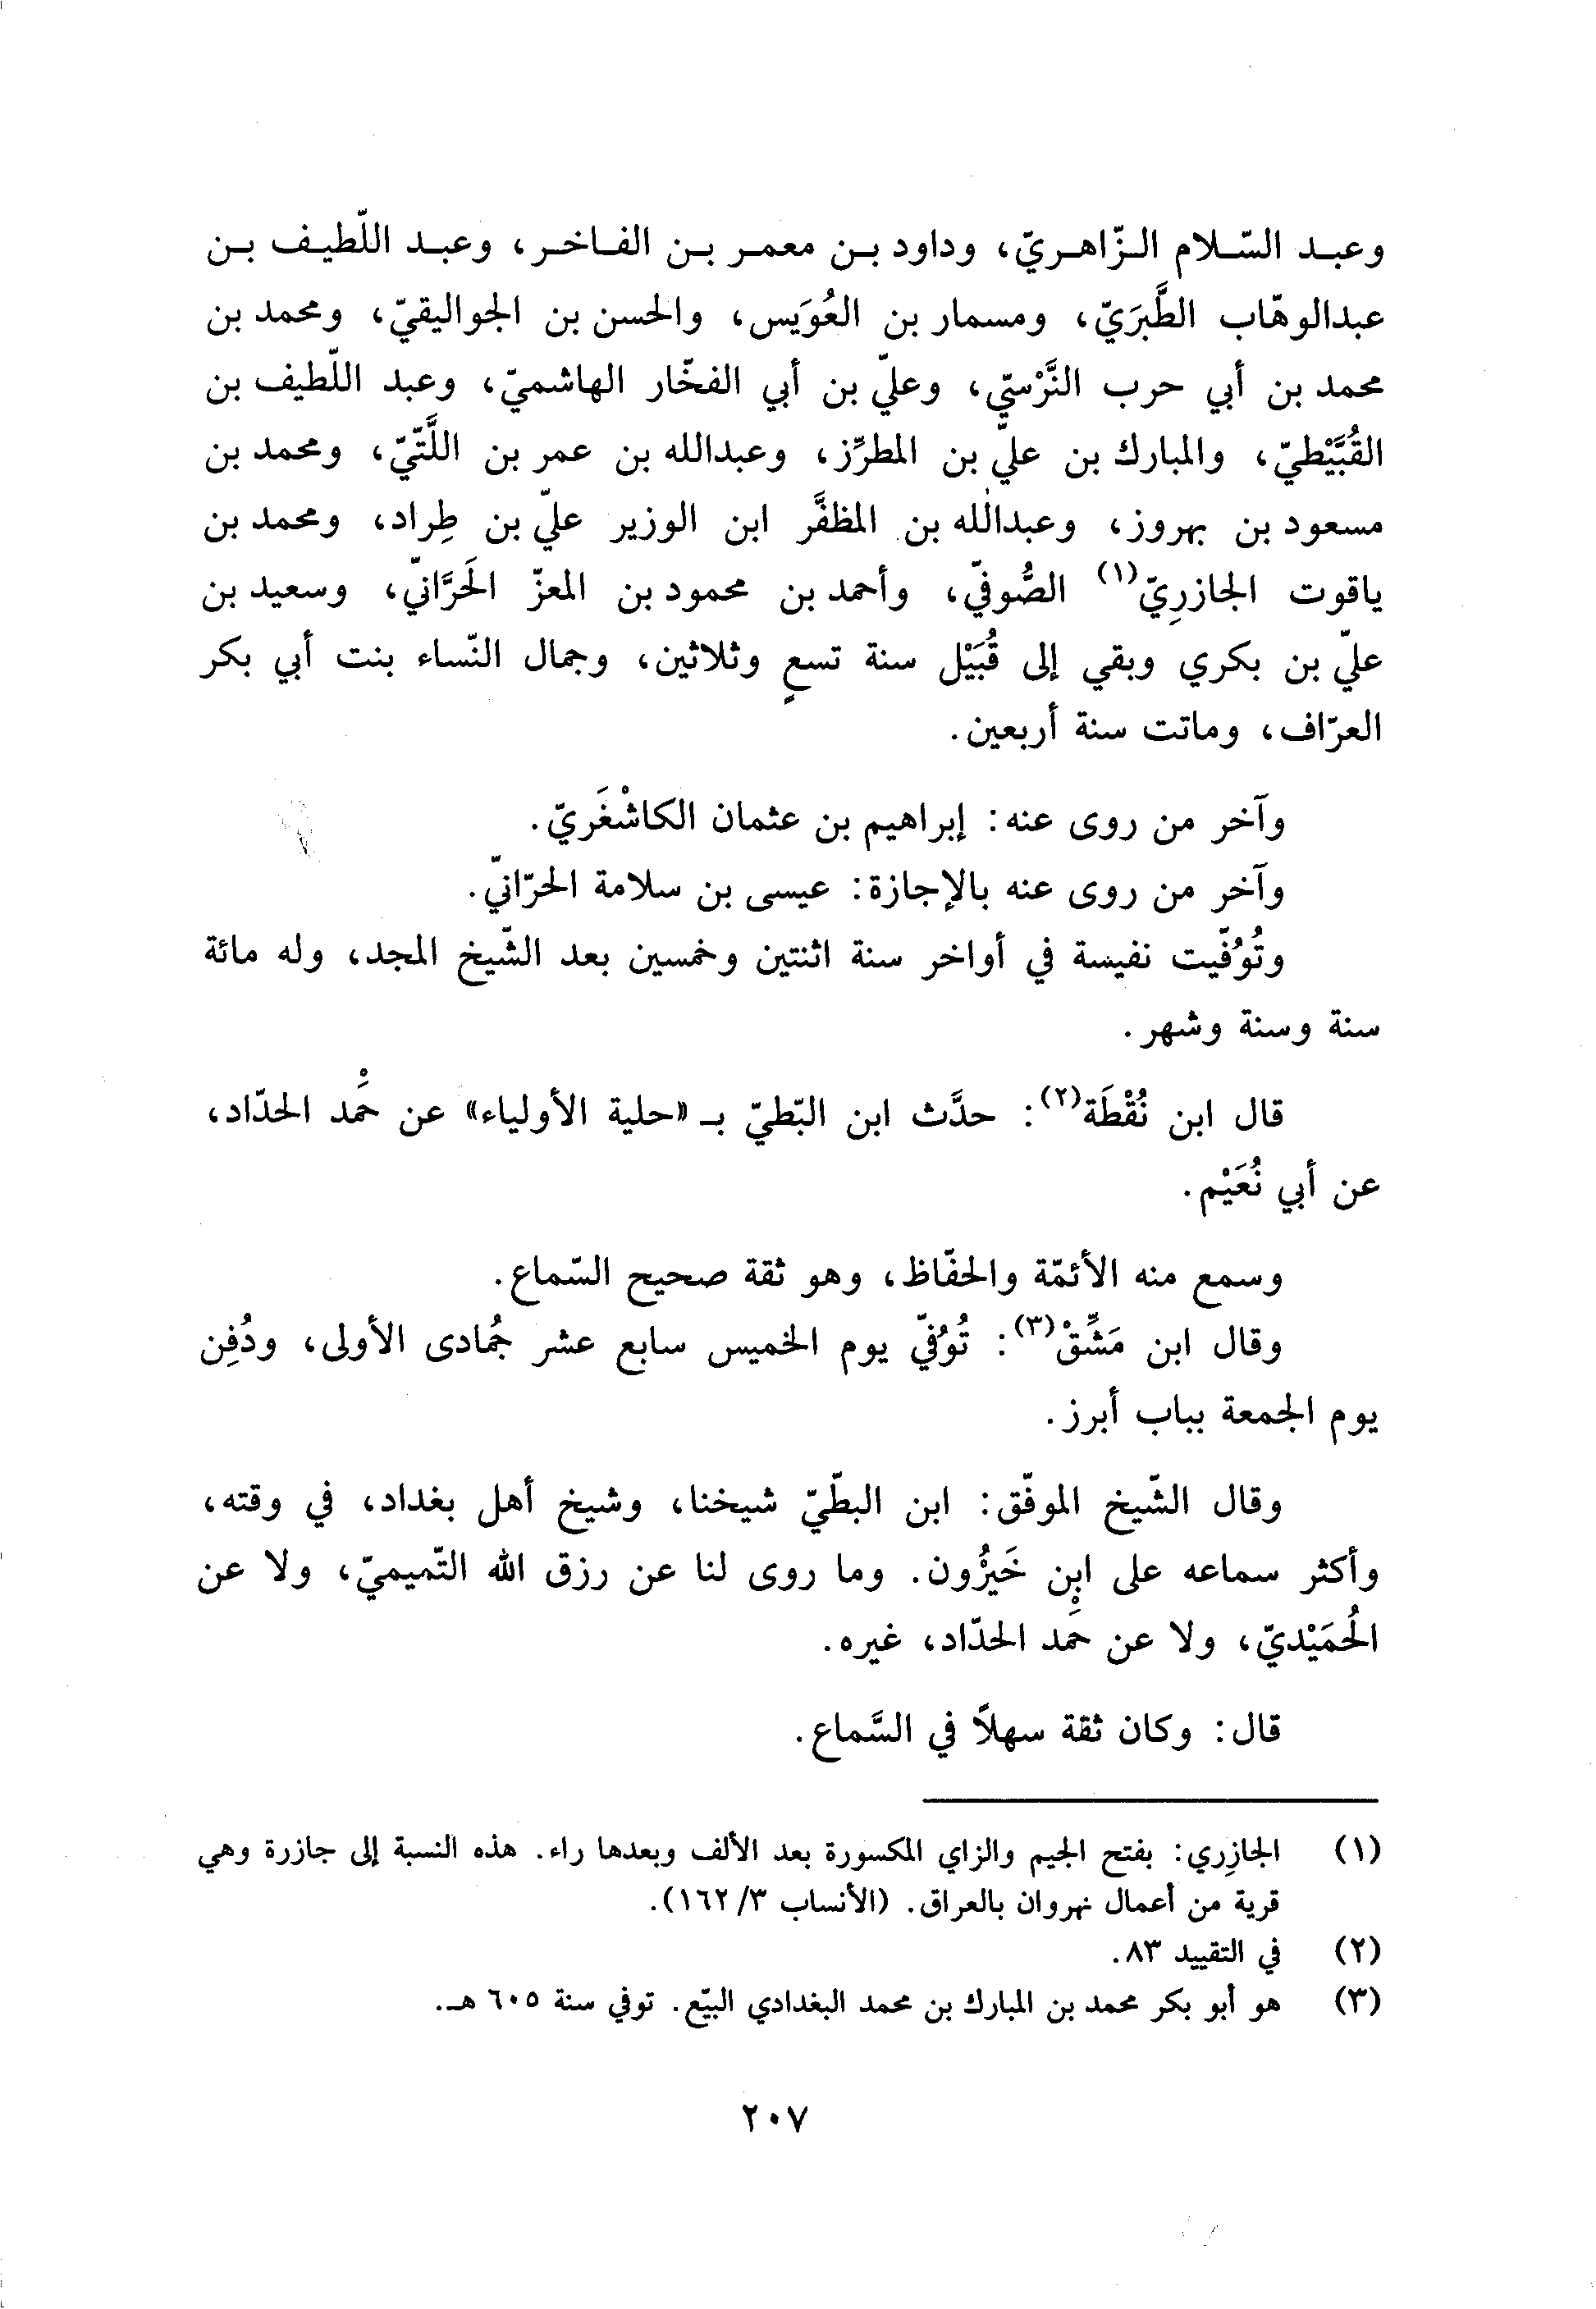 وعبد السّلام الزّاهريّ، وداود بن معمر بن الفاخر، وعبد اللّطيف بن
عبدالوهّاب الطَّبَرَيّ، ومسمار بن العُوَيس، والحسن بن الجواليقيّ، ومحمد بن
محمد بن أبي حرب النَّرْسيّ، وعليّ بن أبي الفخّار الهاشميّ، وعبد اللّطيف بن
القُبَّيْطيّ، والمبارك بن عليّ بن المطرِّز، وعبدالله بن عمر بن اللَّتّيّ، ومحمد بن
مسعود بن بهروز، وعبدالله بن المظفَّر ابن الوزير عليّ بن طِراد، ومحمد بن
ياقوت الجازرِيّ(١) الصُّوفيّ، وأحمد بن محمود بن المعزّ الحَرَّانيّ، وسعيد بن
عليّ بن بكري وبقي إلى قُبَيْل سنة تسعٍ وثلاثين، وجمال النّساء بنت أبي بكر
العرّاف، وماتت سنة أربعين.
وآخر من روى عنه: إبراهيم بن عثمان الكاشْغَريّ.
وآخر من روى عنه بالإجازة: عيسى بن سلامة الحرّانيّ.
وتُوُفّيت نفيسة في أواخر سنة اثنتين وخمسين بعد الشّيخ المجد، وله مائة
سنة وسنة وشهر.
قال ابن نُقْطَة(٢): حدَّث ابن البّطيّ بـ «حلية الأولياء» عن حَمْد الحدّاد،
عن أبي نُعَيْم.
وسمع منه الأئمّة والحفّاظ، وهو ثقة صحيح السّماع.
وقال ابن مَشِّقْ(٣): تُوُفيّ يوم الخميس سابع عشر جُمادى الأولى، ودُفِن
يوم الجمعة بباب أبرز.
وقال الشّيخ الموفّق: ابن البطّيّ شيخنا، وشيخ أهل بغداد، في وقته،
وأكثر سماعه على ابن خَيْرُون. وما روى لنا عن رزق الله التّميميّ، ولا عن
الحُمَيْديّ، ولا عن حَمْد الحدّاد، غيره.
قال: وكان ثقة سهلاً في السَّماع.
(١) الجازِري: بفتح الجيم والزاي المكسورة بعد الألف وبعدها راء. هذه النسبة إلى جازرة وهي
قرية من أعمال نهروان بالعراق. (الأنساب ٣/ ١٦٢).
(٢) في التقييد ٨٣.
(٣) هو أبو بكر محمد بن المبارك بن محمد البغدادي البيّع. توفي سنة ٦٠٥ هـ.
٢٠٧